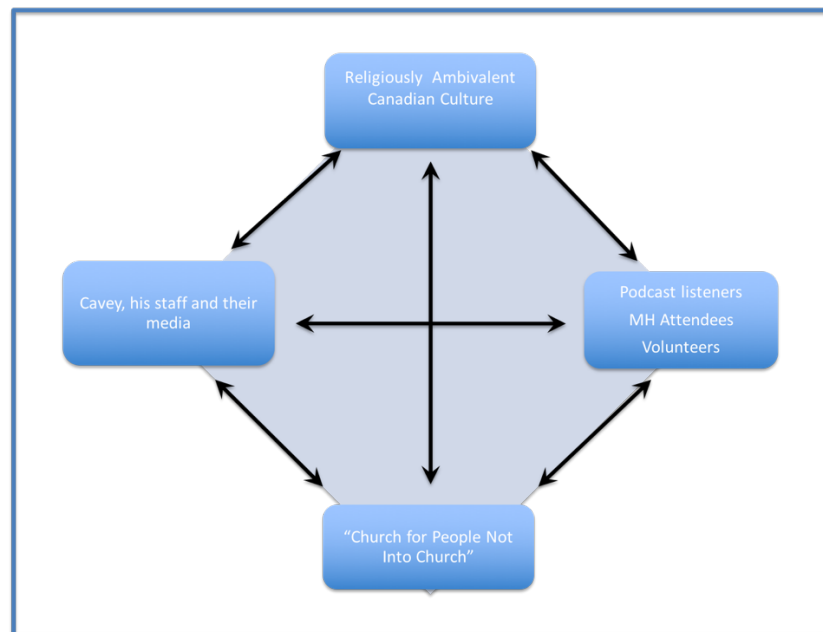 Religiously Ambivalent
Canadian Culture
Cavey, his staff and their
media
Podcast listeners
MH Attendees
Volunteers
“Church for People Not
Into Church”